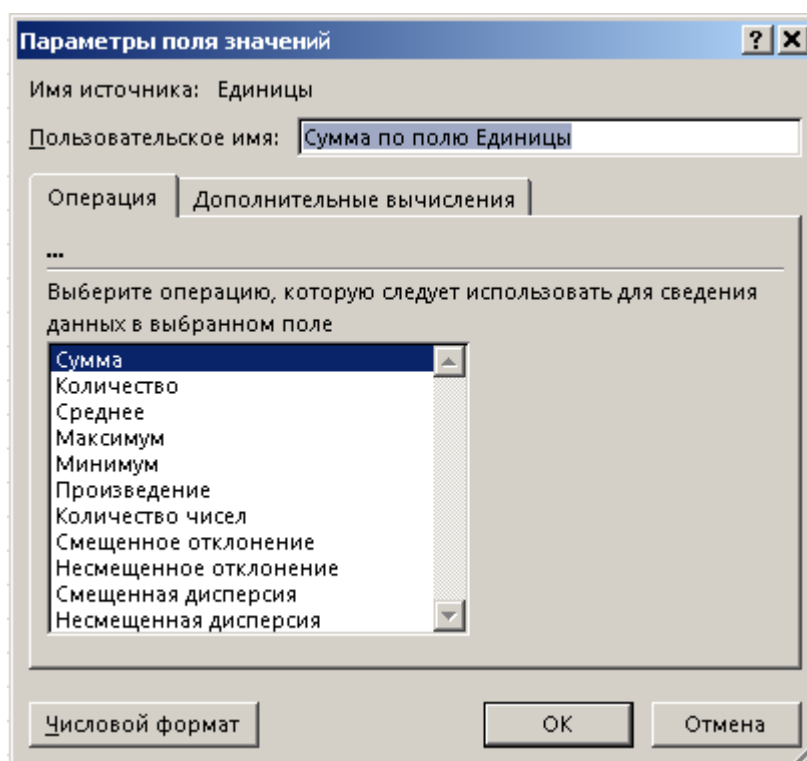 Параметры поля значений
Имя источника: Единицы
Пользовательское имя: Сумма по полю Единицы
Операция Дополнительные вычисления
...
Выберите операцию, которую следует использовать для сведения
данных в выбранном поле
Сумма
Количество
Среднее
Максимум
Минимум
Произведение
Количество чисел
Смещенное отклонение
Несмещенное отклонение
Смещенная дисперсия
Несмещенная дисперсия
Числовой формат ОК Отмена